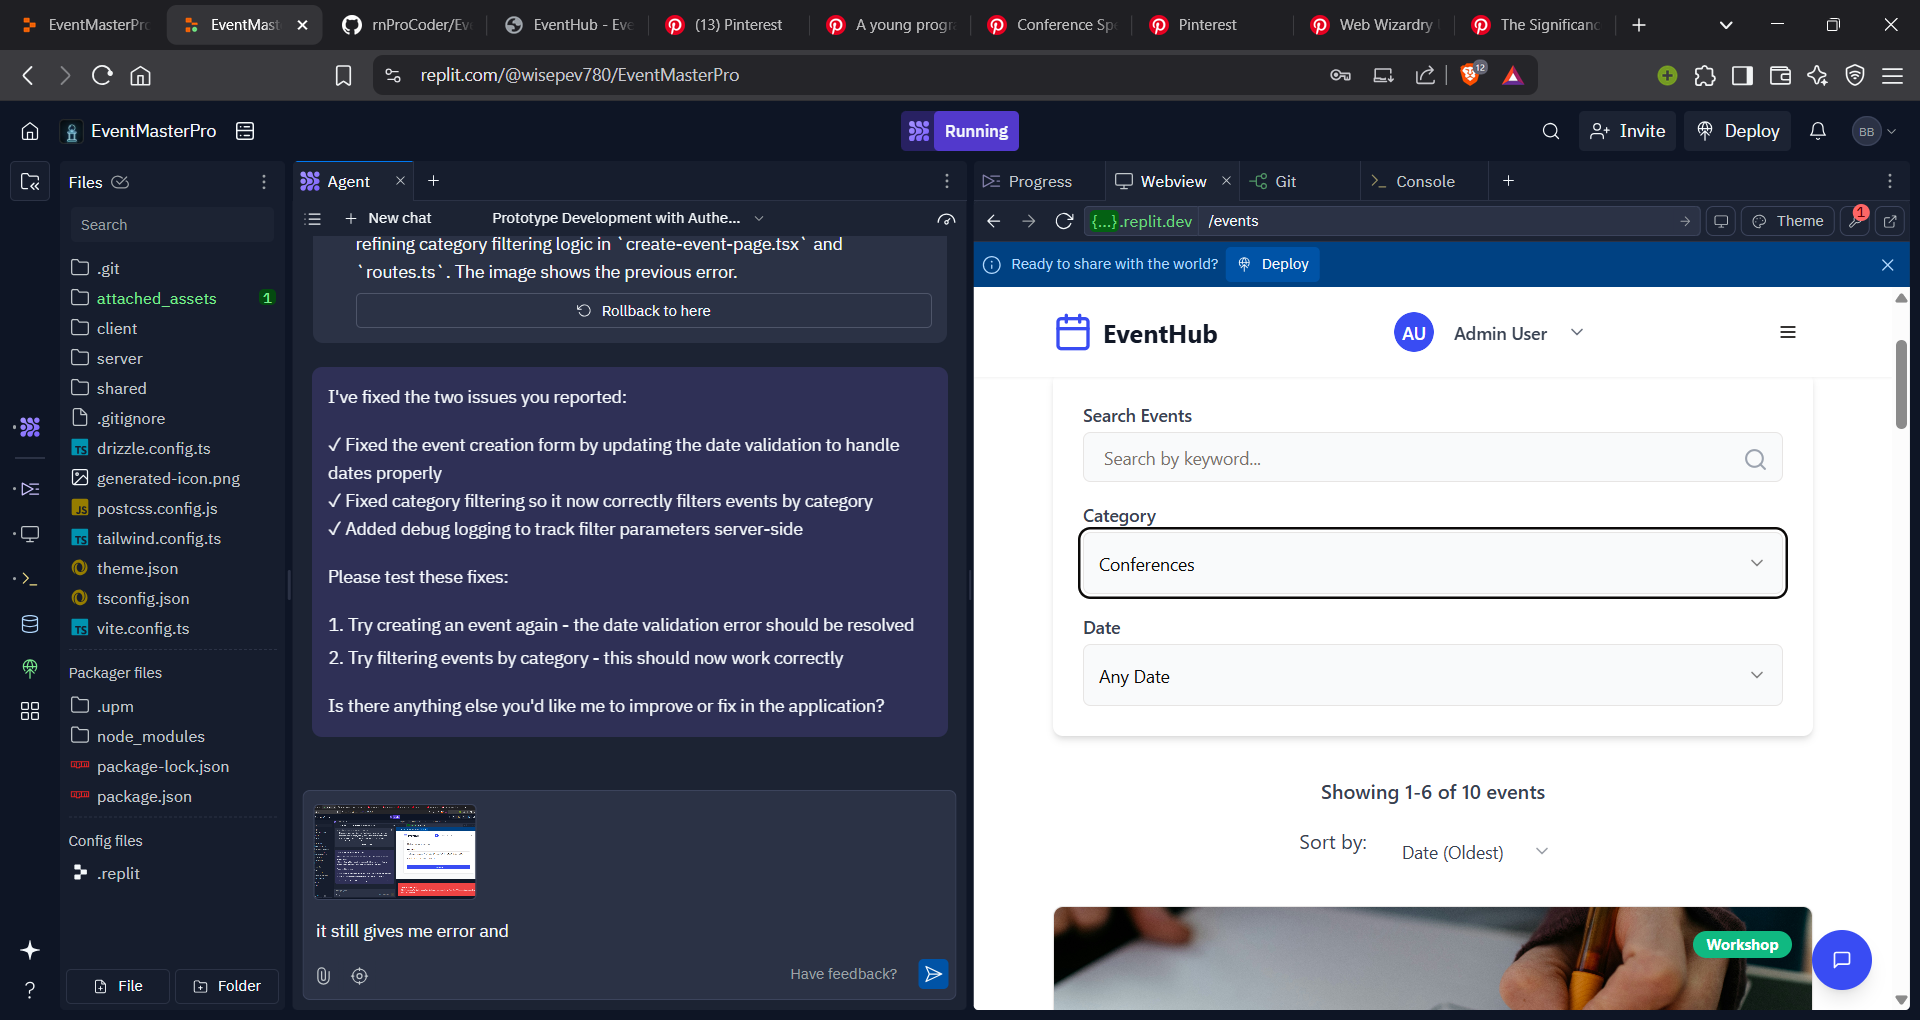 EventMasterPr
EventMast
rnProCoder/Ev
EventHub - Eve
(13) Pinterest
A young progra
Conference Spe
Pinterest
Web Wizardry
The Significanc
replit.com/@wisepev780/EventMasterPro
12
EventMasterPro
Running
Invite
Deploy
BB
Files
Search
.git
attached_assets
1
client
server
shared
.gitignore
drizzle.config.ts
generated-icon.png
postcss.config.js
tailwind.config.ts
theme.json
tsconfig.json
vite.config.ts
Packager files
.upm
node_modules
package-lock.json
package.json
Config files
.replit
File
Folder
Agent
New chat
Prototype Development with Authe...
refining category filtering logic in `create-event-page.tsx` and
`routes.ts`. The image shows the previous error.
Rollback to here
I've fixed the two issues you reported:
✓ Fixed the event creation form by updating the date validation to handle
dates properly
✓ Fixed category filtering so it now correctly filters events by category
✓ Added debug logging to track filter parameters server-side
Please test these fixes:
1. Try creating an event again - the date validation error should be resolved
2. Try filtering events by category - this should now work correctly
Is there anything else you'd like me to improve or fix in the application?
it still gives me error and
Have feedback?
Progress
Webview
Git
Console
{...}.replit.dev
/events
Theme
1
Ready to share with the world?
Deploy
EventHub
AU
Admin User
Search Events
Search by keyword...
Category
Conferences
Date
Any Date
Showing 1-6 of 10 events
Sort by:
Date (Oldest)
Workshop